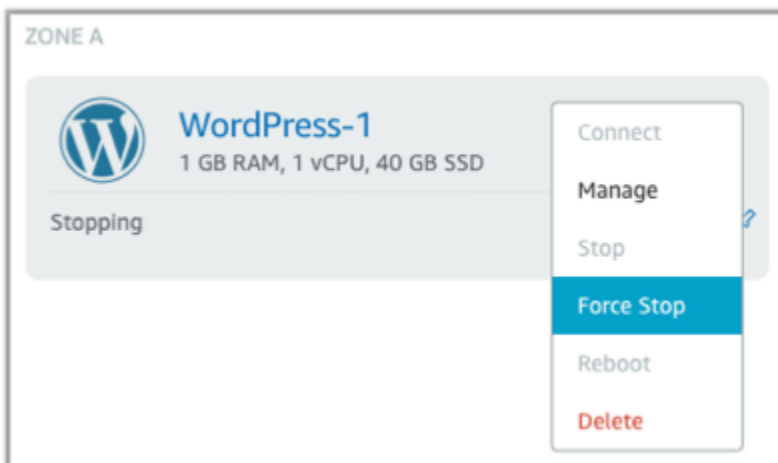 ZONE A
WordPress-1
1 GB RAM, 1 vCPU, 40 GB SSD
Stopping
Connect
Manage
Stop
Force Stop
Reboot
Delete